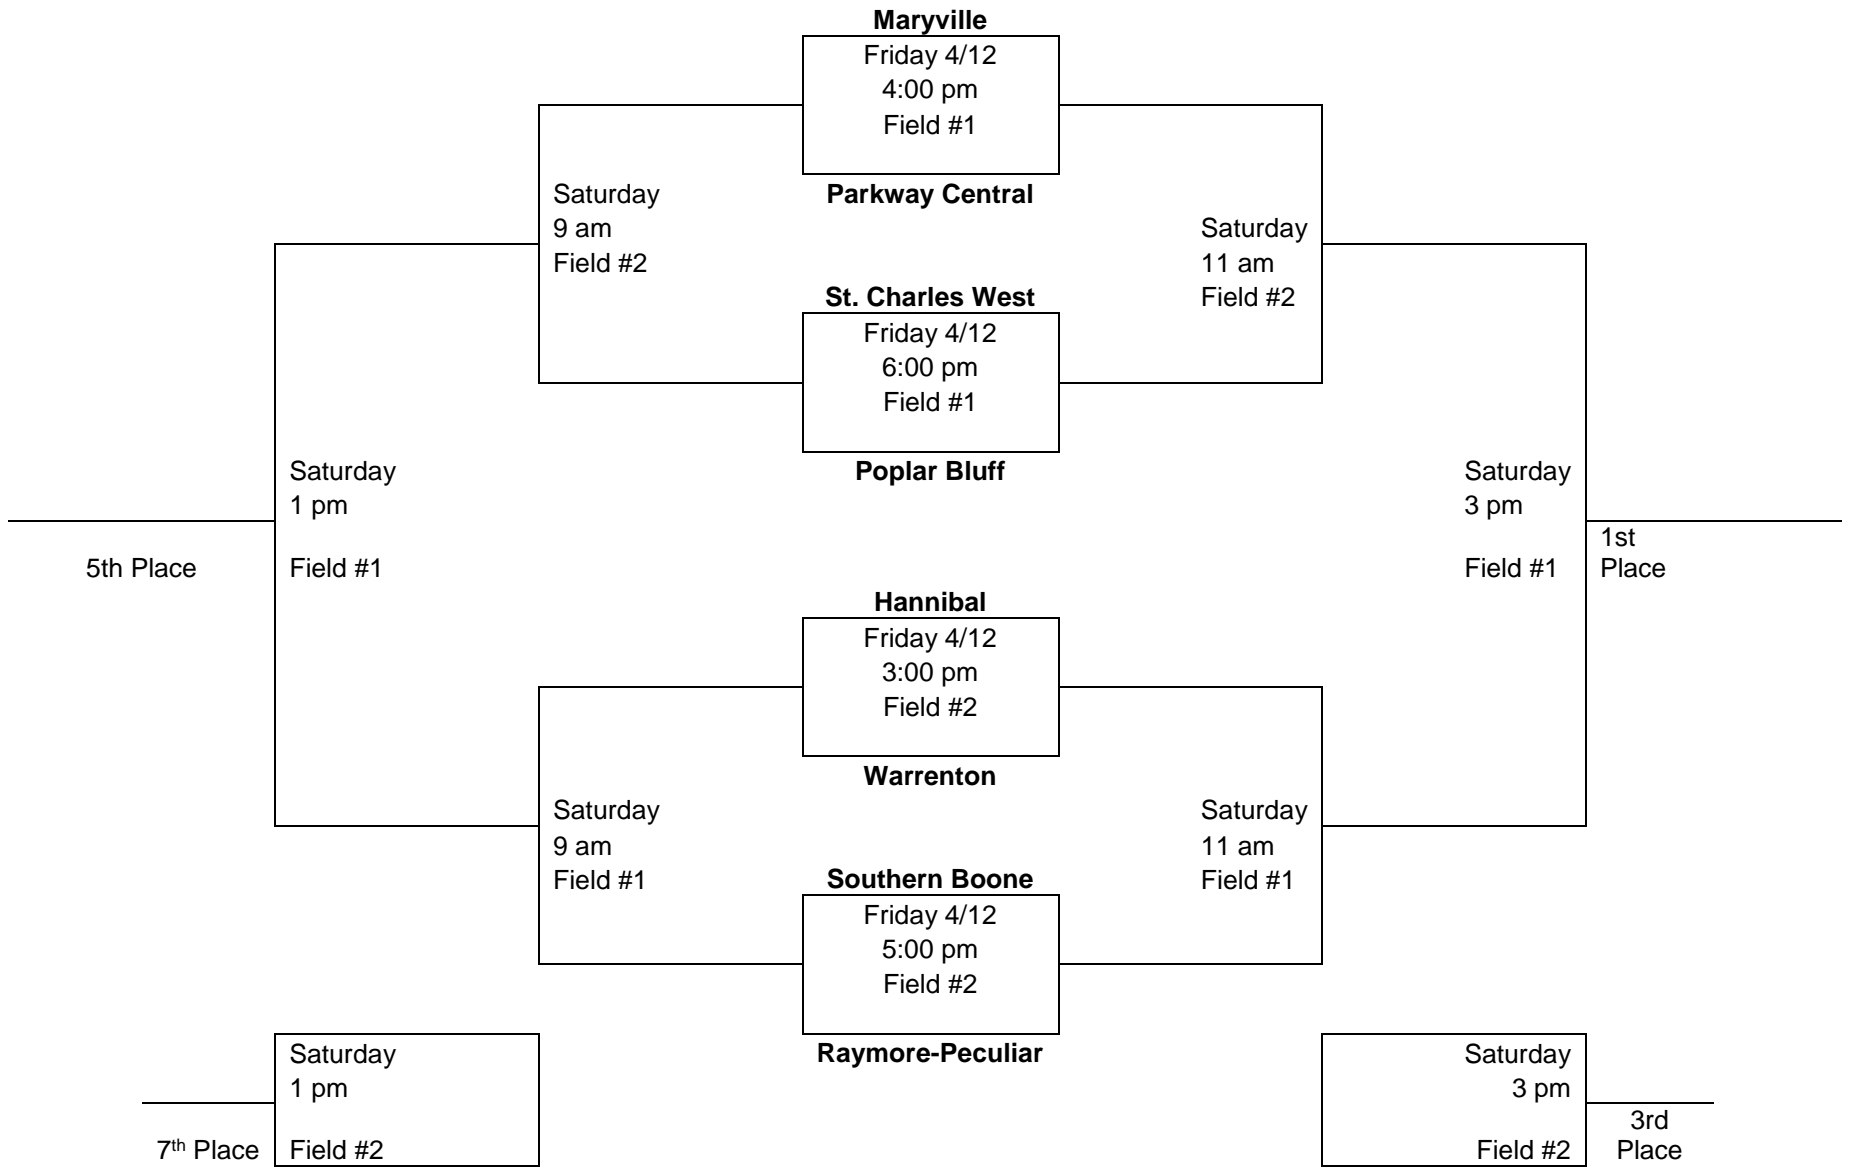 Maryville
Friday 4/12
4:00 pm
Field #1
Parkway Central
Saturday
9 am
Field #2
Saturday
11 am
Field #2
St. Charles West
Friday 4/12
6:00 pm
Field #1
Poplar Bluff
Saturday
1 pm
Field #1
5th Place
Saturday
3 pm
Field #1
1st
Place
Hannibal
Friday 4/12
3:00 pm
Field #2
Warrenton
Saturday
9 am
Field #1
Saturday
11 am
Field #1
Southern Boone
Friday 4/12
5:00 pm
Field #2
Raymore-Peculiar
Saturday
1 pm
Field #2
7th Place
Saturday
3 pm
Field #2
3rd
Place